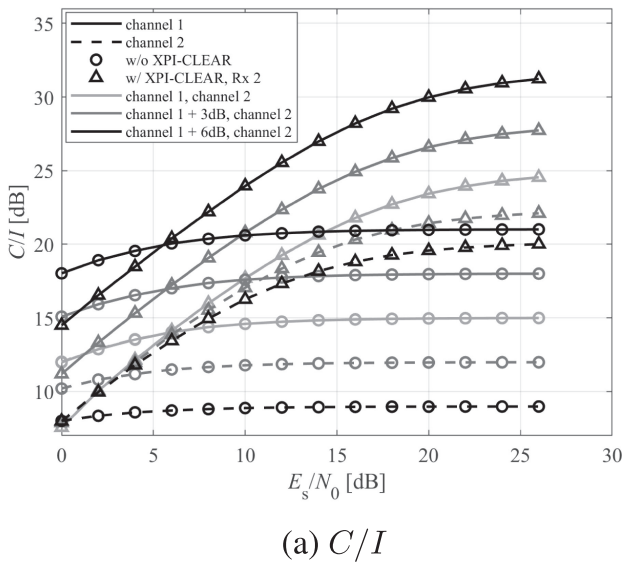 35
30
25
20
15
10
C/I [dB]
channel 1
channel 2
w/o XPI-CLEAR
w/ XPI-CLEAR, Rx 2
channel 1, channel 2
channel 1 + 3dB, channel 2
channel 1 + 6dB, channel 2
0 5 10 15 20 25 30
Es/N0 [dB]
(a) C/I